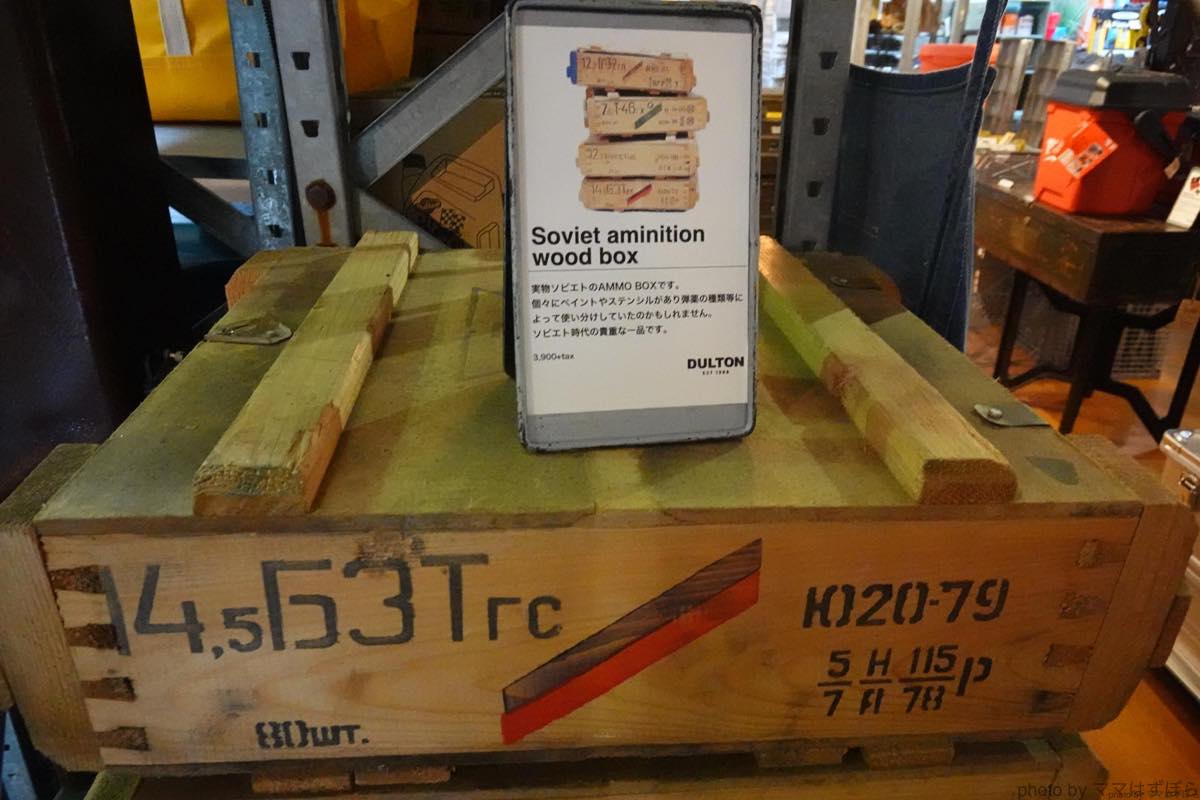 Soviet aminition
wood box
実物ソビエトのAMMO BOXです。
個々にペイントやステンシルがあり弾薬の種類等に
よって使い分けしていたのかもしれません。
ソビエト時代の貴重な一品です。
3,900+tax
DULTON
EST 1988
14,5БЗТгс
80шт.
Ю20-79
5/7 Н/П 115/78 Р
photo by ママはずぼら